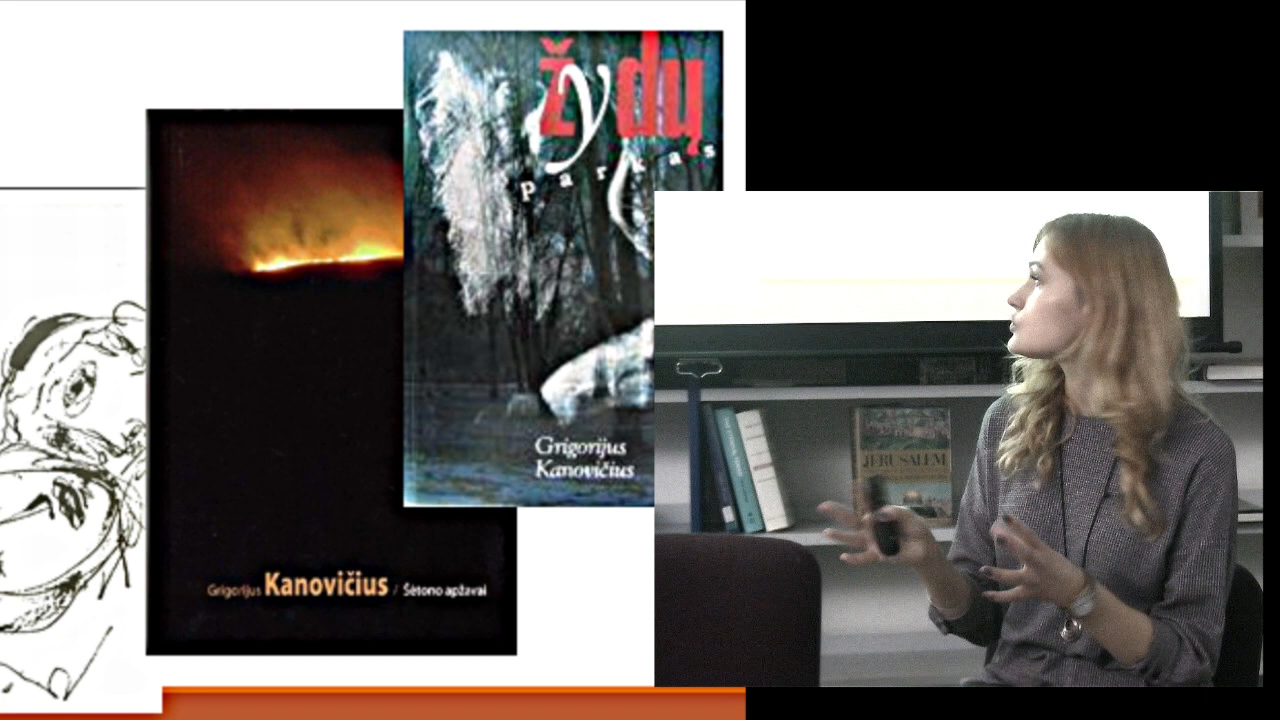 žydų
parkas
Grigorijus
Kanovičius
Grigorijus Kanovičius / Šėtono apžavai
JERUSALEM